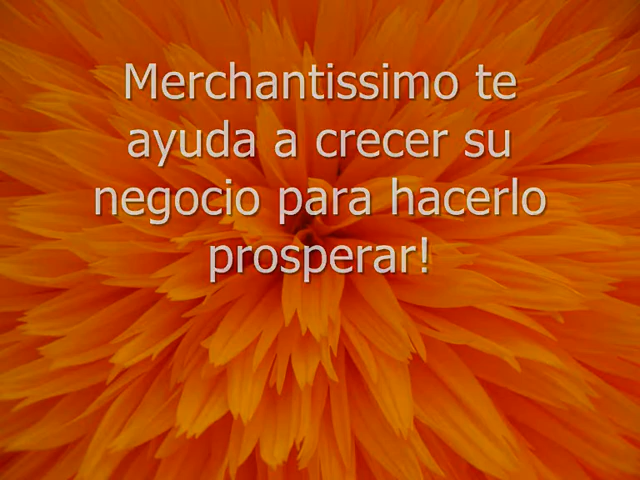 Merchantissimo te
ayuda a crecer su
negocio para hacerlo
prosperar!